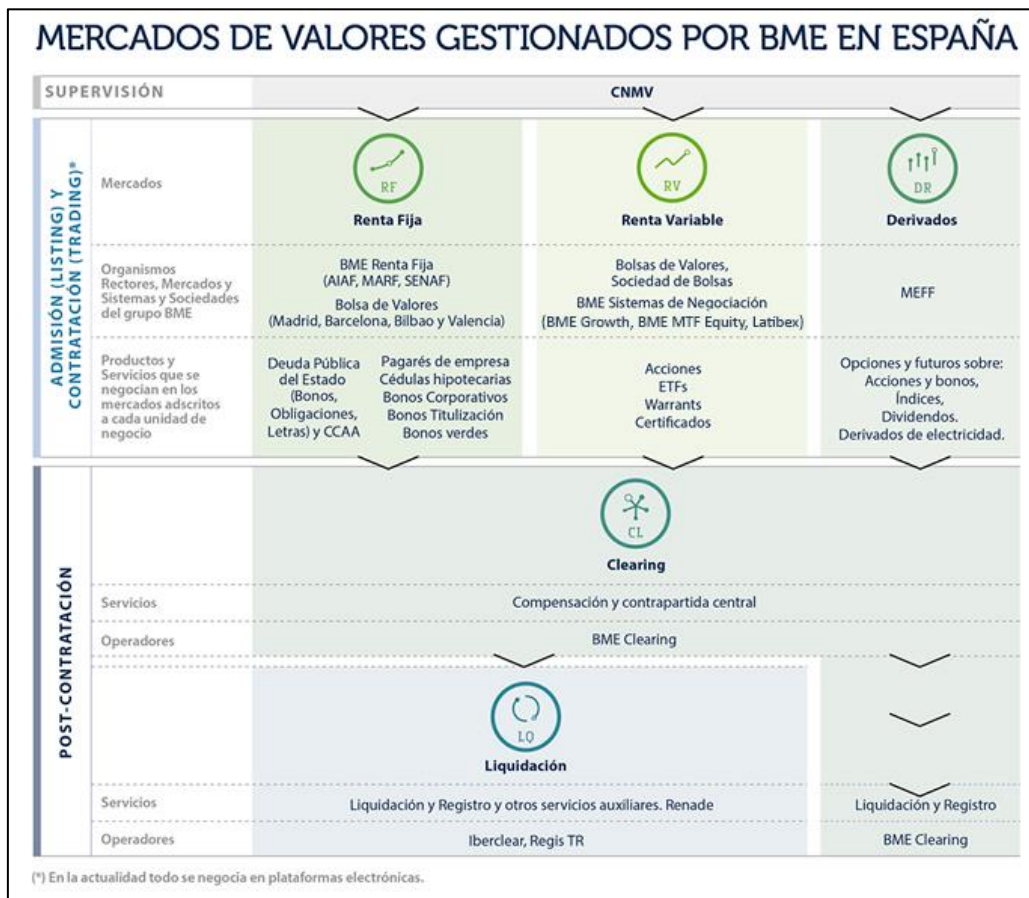 MERCADOS DE VALORES GESTIONADOS POR BME EN ESPAÑA
SUPERVISIÓN
CNMV
ADMISIÓN (LISTING) Y
CONTRATACIÓN (TRADING)*
Mercados
RF
Renta Fija
RV
Renta Variable
DR
Derivados
Organismos
Rectores, Mercados y
Sistemas y Sociedades
del grupo BME
BME Renta Fija
(AIAF, MARF, SENAF)
Bolsa de Valores
(Madrid, Barcelona, Bilbao y Valencia)
Bolsas de Valores,
Sociedad de Bolsas
BME Sistemas de Negociación
(BME Growth, BME MTF Equity, Latibex)
MEFF
Productos y
Servicios que se
negocian en los
mercados adscritos
a cada unidad de
negocio
Deuda Pública
del Estado
(Bonos,
Obligaciones,
Letras) y CCAA
Pagarés de empresa
Cédulas hipotecarias
Bonos Corporativos
Bonos Titulización
Bonos verdes
Acciones
ETFs
Warrants
Certificados
Opciones y futuros sobre:
Acciones y bonos,
Índices,
Dividendos.
Derivados de electricidad.
POST-CONTRATACIÓN
CL
Clearing
Servicios
Compensación y contrapartida central
Operadores
BME Clearing
LQ
Liquidación
Servicios
Liquidación y Registro y otros servicios auxiliares. Renade
Liquidación y Registro
Operadores
Iberclear, Regis TR
BME Clearing
(*) En la actualidad todo se negocia en plataformas electrónicas.